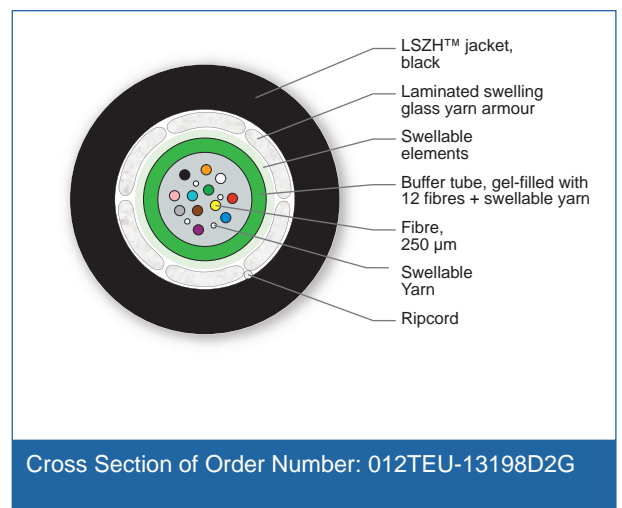 LSZH™ jacket,
black
Laminated swelling
glass yarn armour
Swellable
elements
Buffer tube, gel-filled with
12 fibres + swellable yarn
Fibre,
250 µm
Swellable
Yarn
Ripcord
Cross Section of Order Number: 012TEU-13198D2G